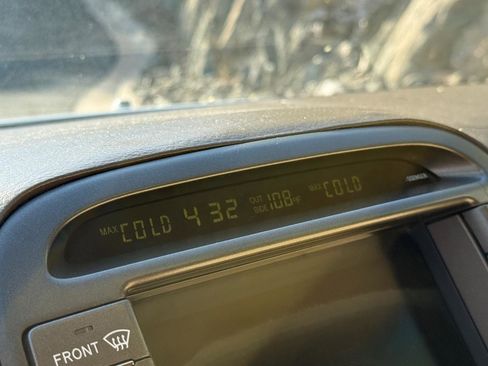 MAX COLD 4 32 OUT SIDE 108 °F MAX COLD
FRONT